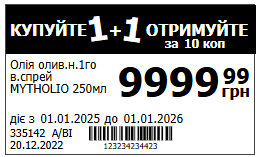 КУПУЙТЕ 1+1 ОТРИМУЙТЕ
за 10 коп
Олія олив.н.1го
в.спрей
MYTHOLIO 250мл
9999 99
грн
діє з 01.01.2025 до 01.01.2026
335142 А/ВІ
20.12.2022
123234234423